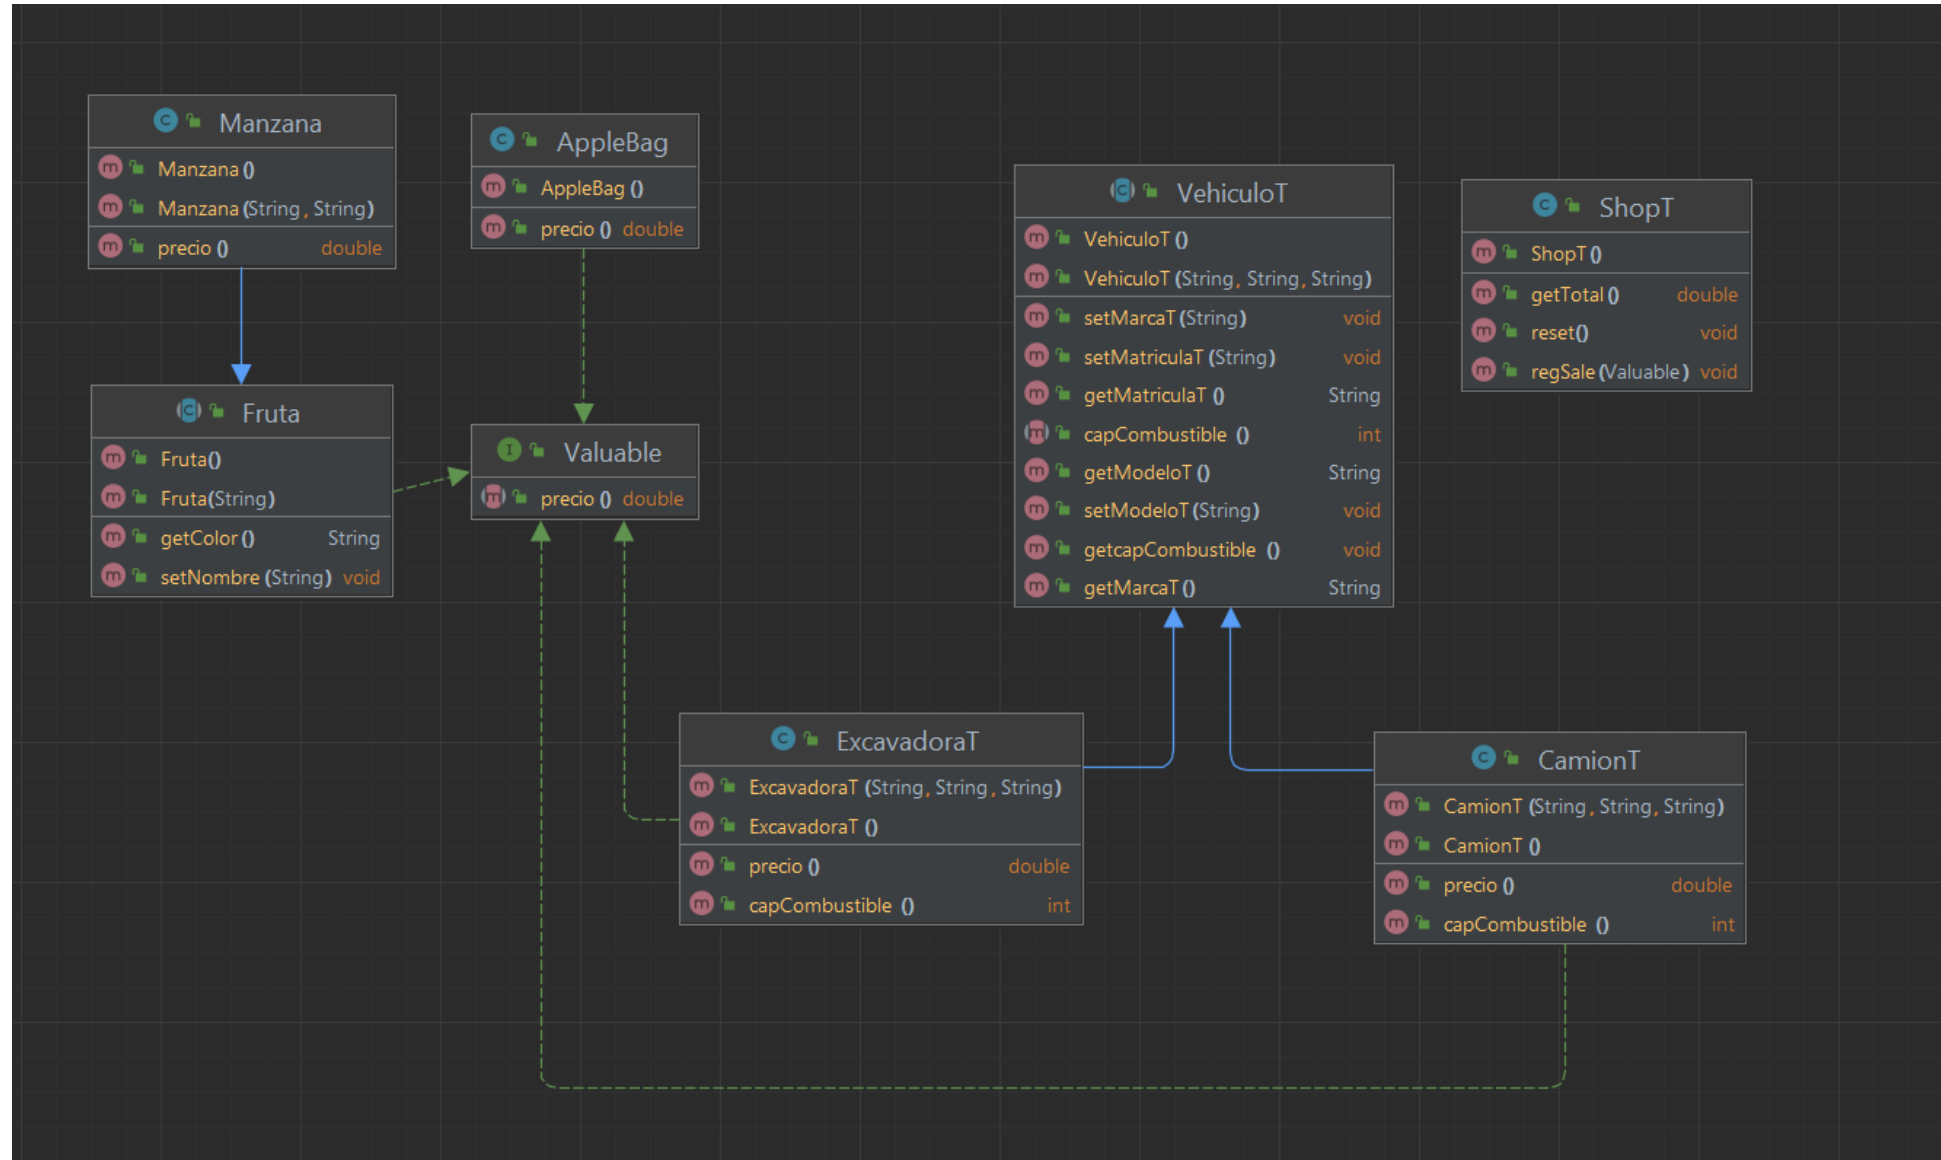 Manzana
Manzana()
Manzana(String, String)
precio() double
AppleBag
AppleBag()
precio() double
Fruta
Fruta()
Fruta(String)
getColor() String
setNombre(String) void
Valuable
precio() double
VehiculoT
VehiculoT()
VehiculoT(String, String, String)
setMarcaT(String) void
setMatriculaT(String) void
getMatriculaT() String
capCombustible() int
getModeloT() String
setModeloT(String) void
getcapCombustible() void
getMarcaT() String
ShopT
ShopT()
getTotal() double
reset() void
regSale(Valuable) void
ExcavadoraT
ExcavadoraT(String, String, String)
ExcavadoraT()
precio() double
capCombustible() int
CamionT
CamionT(String, String, String)
CamionT()
precio() double
capCombustible() int